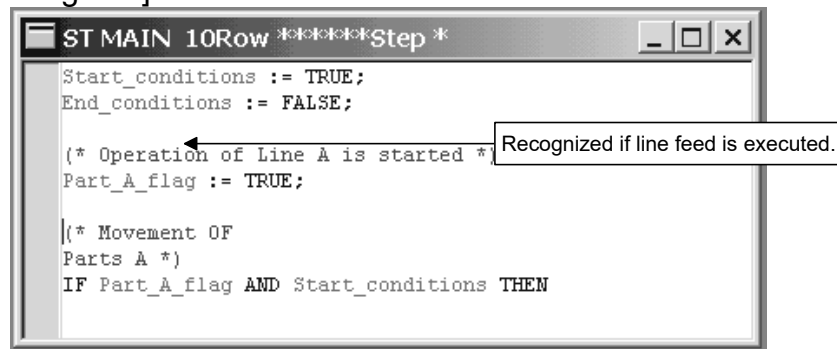 ST MAIN 10Row ******Step *
Start_conditions := TRUE;
End_conditions := FALSE;
(* Operation of Line A is started *)
Recognized if line feed is executed.
Part_A_flag := TRUE;
(* Movement OF
Parts A *)
IF Part_A_flag AND Start_conditions THEN